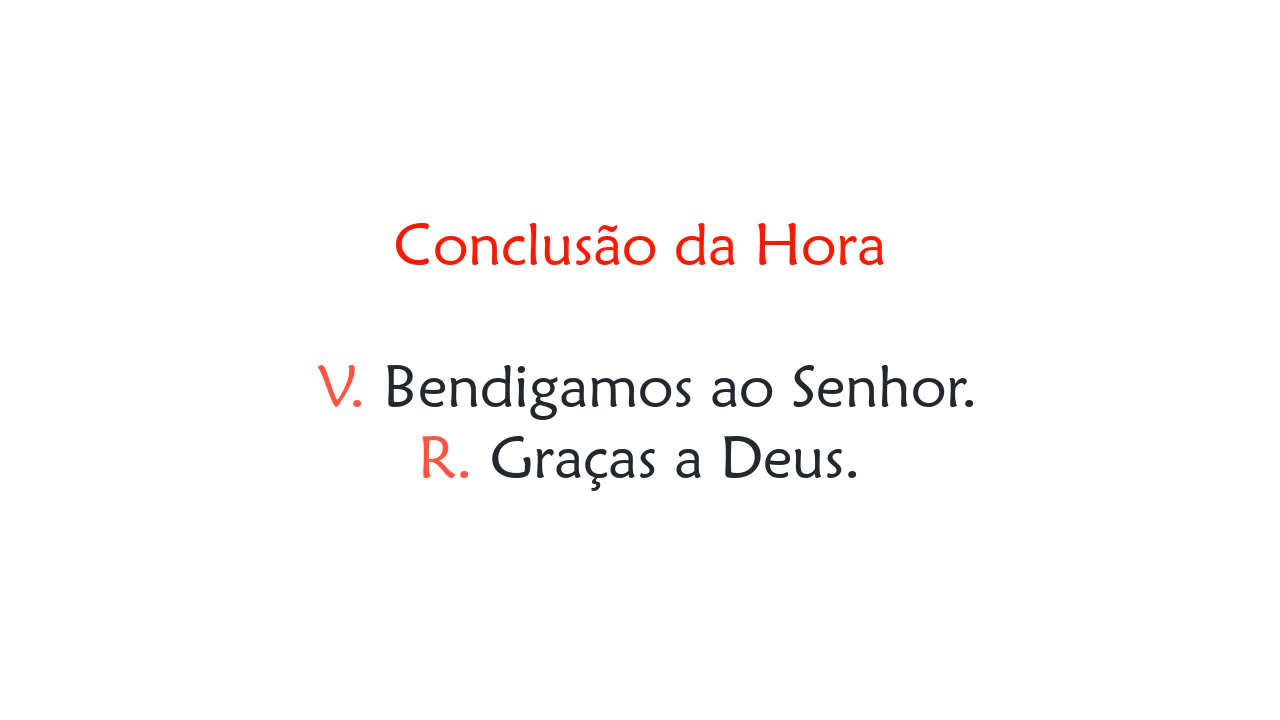 Conclusão da Hora
V. Bendigamos ao Senhor.
R. Graças a Deus.